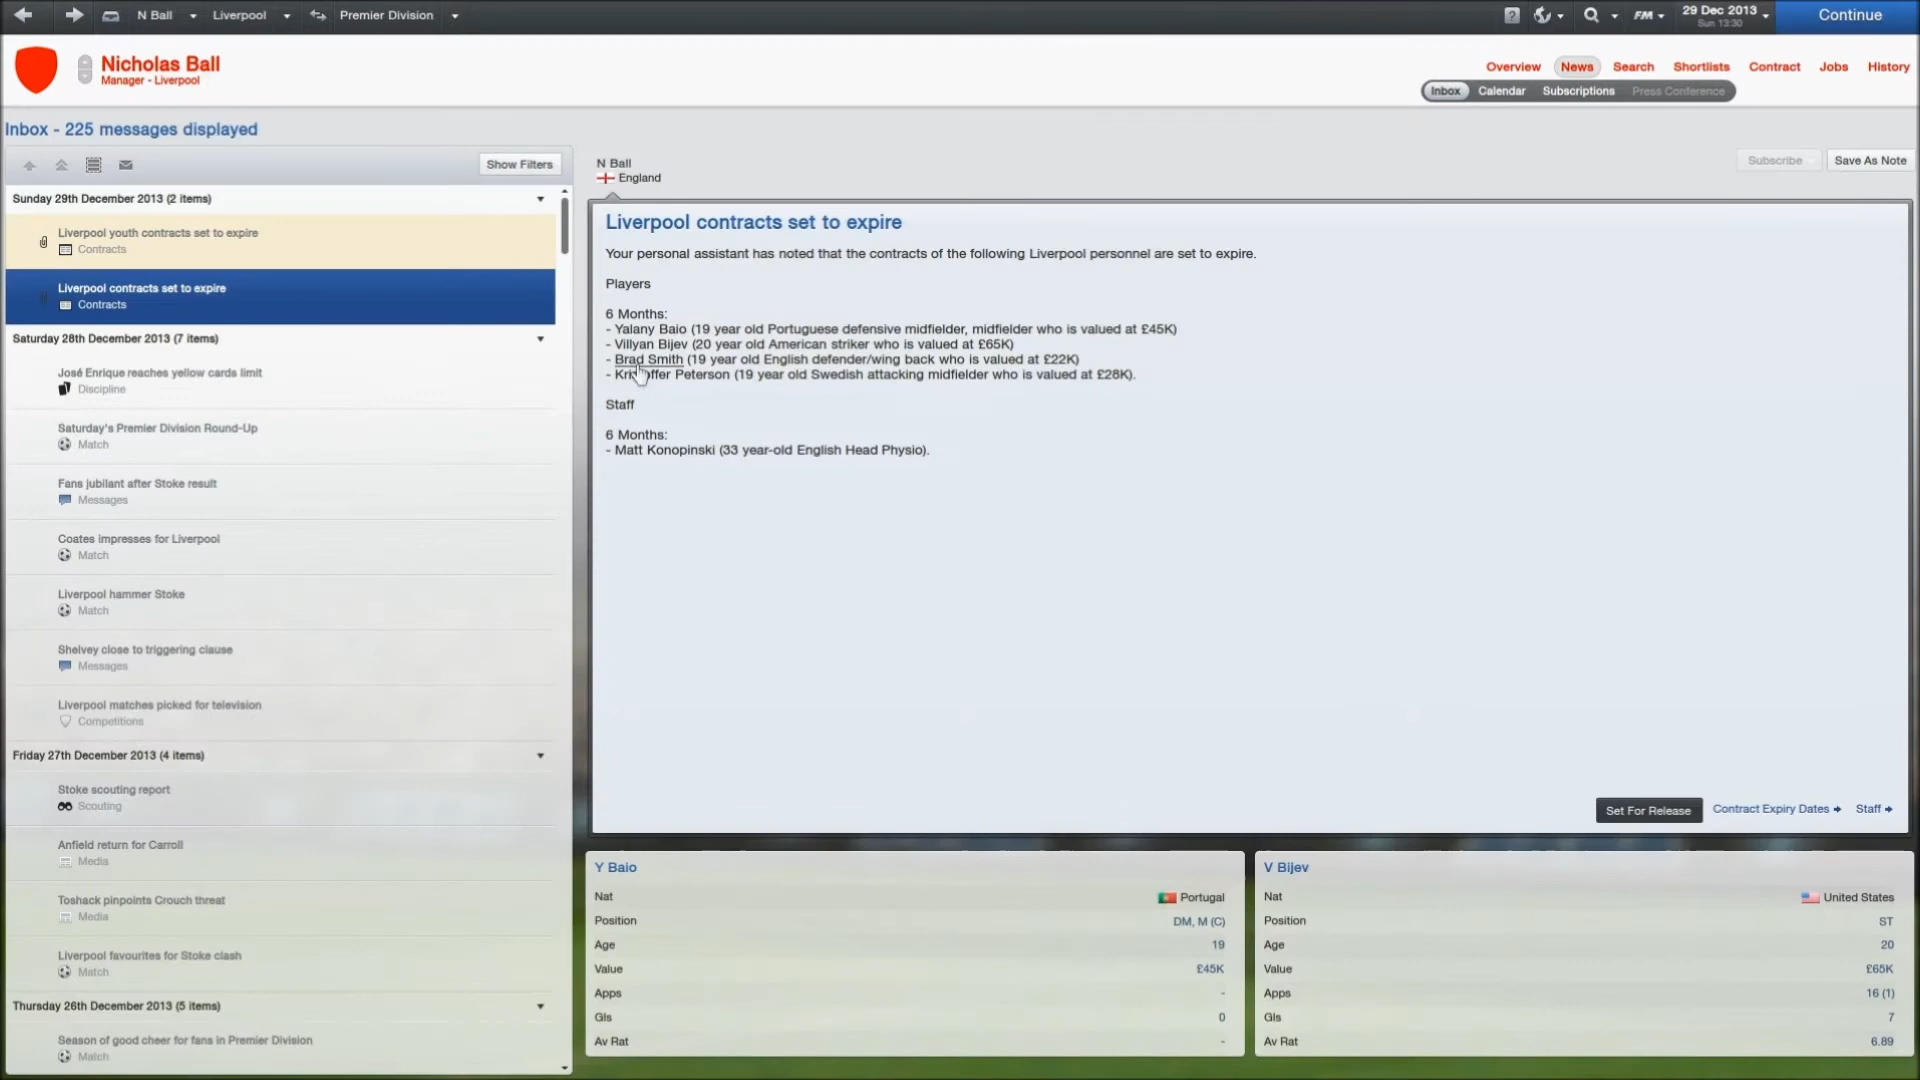 N Ball
Liverpool
Premier Division
?
FM
29 Dec 2013
Sun 13:30
Continue
Nicholas Ball
Manager - Liverpool
Overview
News
Search
Shortlists
Contract
Jobs
History
Inbox
Calendar
Subscriptions
Press Conference
Inbox - 225 messages displayed
Show Filters
Sunday 29th December 2013 (2 items)
Liverpool youth contracts set to expire
Contracts
Liverpool contracts set to expire
Contracts
Saturday 28th December 2013 (7 items)
José Enrique reaches yellow cards limit
Discipline
Saturday's Premier Division Round-Up
Match
Fans jubilant after Stoke result
Messages
Coates impresses for Liverpool
Match
Liverpool hammer Stoke
Match
Shelvey close to triggering clause
Messages
Liverpool matches picked for television
Competitions
Friday 27th December 2013 (4 items)
Stoke scouting report
Scouting
Anfield return for Carroll
Media
Toshack pinpoints Crouch threat
Media
Liverpool favourites for Stoke clash
Match
Thursday 26th December 2013 (5 items)
Season of good cheer for fans in Premier Division
Match
N Ball
England
Subscribe
Save As Note
Liverpool contracts set to expire
Your personal assistant has noted that the contracts of the following Liverpool personnel are set to expire.
Players
6 Months:
- Yalany Baio (19 year old Portuguese defensive midfielder, midfielder who is valued at £45K)
- Villyan Bijev (20 year old American striker who is valued at £65K)
- Brad Smith (19 year old English defender/wing back who is valued at £22K)
- Peterson (19 year old Swedish attacking midfielder who is valued at £28K).
Staff
6 Months:
- Matt Konopinski (33 year-old English Head Physio).
Set For Release
Contract Expiry Dates
Staff
Y Baio
Nat
Portugal
Position
DM, M (C)
Age
19
Value
£45K
Apps
-
Gls
0
Av Rat
-
V Bijev
Nat
United States
Position
ST
Age
20
Value
£65K
Apps
16 (1)
Gls
7
Av Rat
6.89